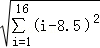 √(∑_{i=1}^{16} (i-8.5)²)